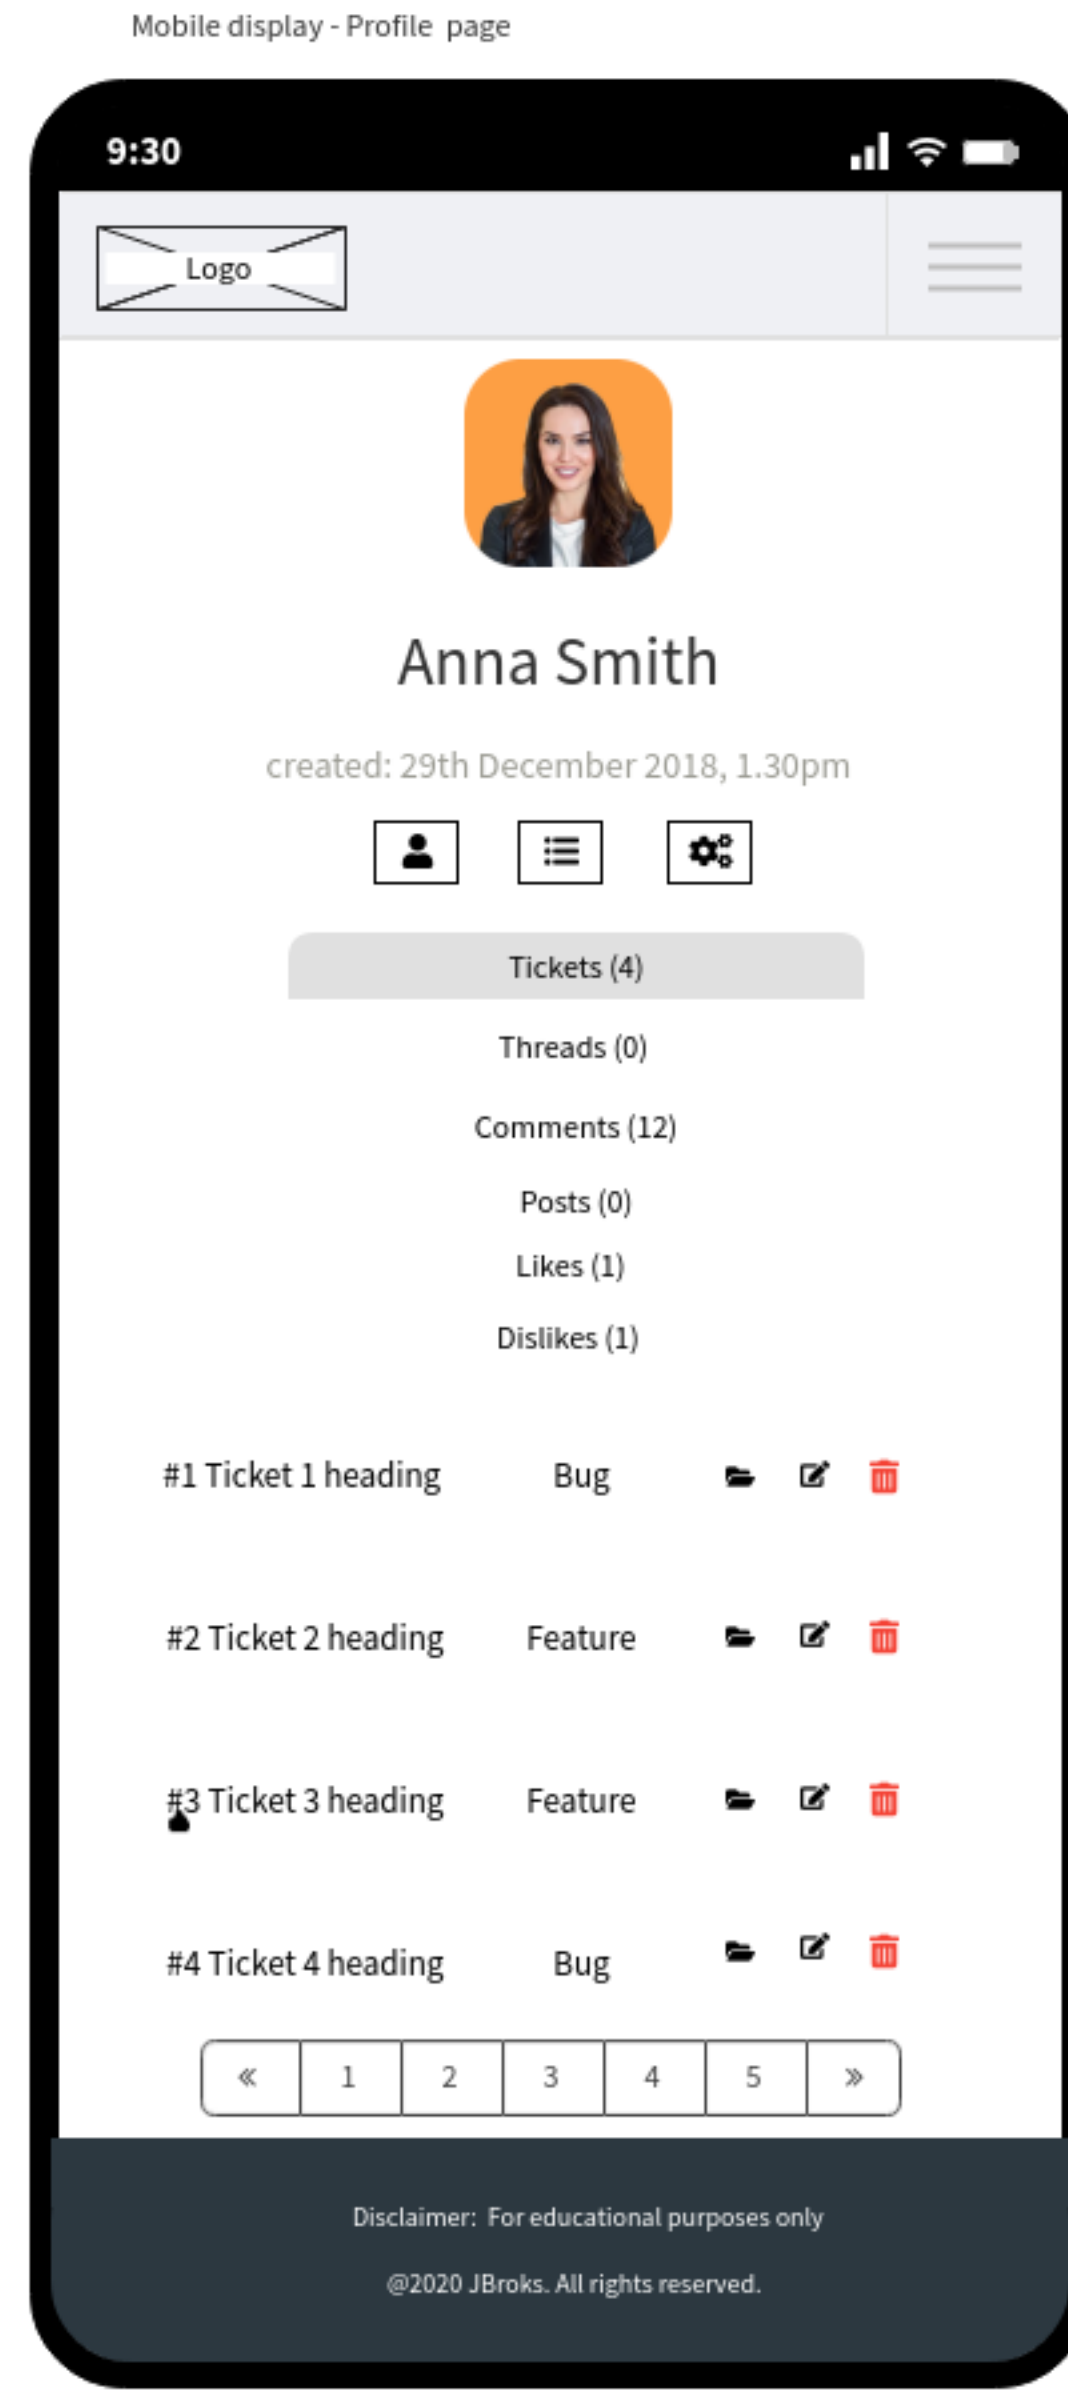 Mobile display - Profile  page
9:30
Logo
Anna Smith
created: 29th December 2018, 1.30pm
Tickets (4)
Threads (0)
Comments (12)
Posts (0)
Likes (1)
Dislikes (1)
#1 Ticket 1 heading Bug
#2 Ticket 2 heading Feature
#3 Ticket 3 heading Feature
#4 Ticket 4 heading Bug
« 1 2 3 4 5 »
Disclaimer:  For educational purposes only
@2020 JBroks. All rights reserved.